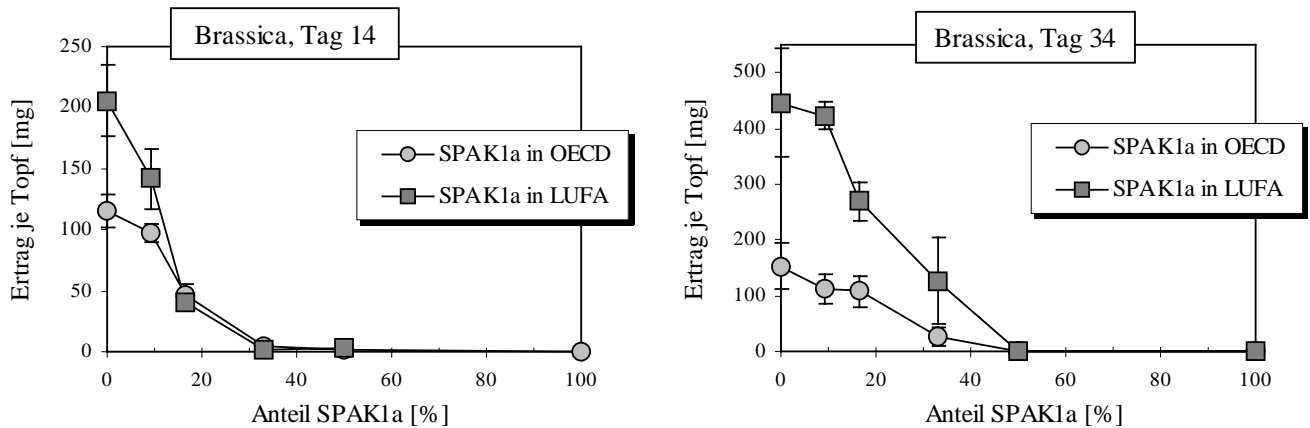 Brassica, Tag 14
250
200
150
100
50
0
Ertrag je Topf [mg]
SPAK1a in OECD
SPAK1a in LUFA
0 20 40 60 80 100
Anteil SPAK1a [%]
Brassica, Tag 34
500
400
300
200
100
0
Ertrag je Topf [mg]
SPAK1a in OECD
SPAK1a in LUFA
0 20 40 60 80 100
Anteil SPAK1a [%]